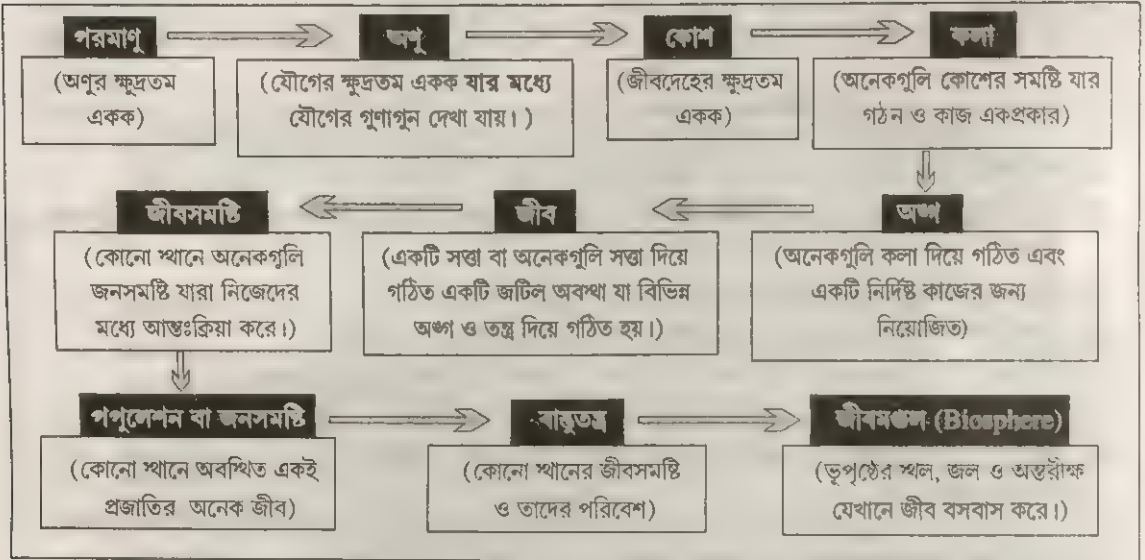 পরমাণু
অণু
কোশ
কলা
(অণুর ক্ষুদ্রতম
একক)
(যৌগের ক্ষুদ্রতম একক যার মধ্যে
যৌগের গুণাগুন দেখা যায়।)
(জীবদেহের ক্ষুদ্রতম
একক)
(অনেকগুলি কোশের সমষ্টি যার
গঠন ও কাজ একপ্রকার)
জীবসমষ্টি
জীব
অঙ্গ
(কোনো স্থানে অনেকগুলি
জনসমষ্টি যারা নিজেদের
মধ্যে আন্তঃক্রিয়া করে।)
(একটি সত্তা বা অনেকগুলি সত্তা দিয়ে
গঠিত একটি জটিল অবস্থা যা বিভিন্ন
অঙ্গ ও তন্ত্র দিয়ে গঠিত হয়।)
(অনেকগুলি কলা দিয়ে গঠিত এবং
একটি নির্দিষ্ট কাজের জন্য
নিয়োজিত)
পপুলেশন বা জনসমষ্টি
বাস্তুতন্ত্র
জীবমণ্ডল (Biosphere)
(কোনো স্থানে অবস্থিত একই
প্রজাতির অনেক জীব)
(কোনো স্থানের জীবসমষ্টি
ও তাদের পরিবেশ)
(ভূপৃষ্ঠের স্থল, জল ও অন্তরীক্ষ
যেখানে জীব বসবাস করে।)